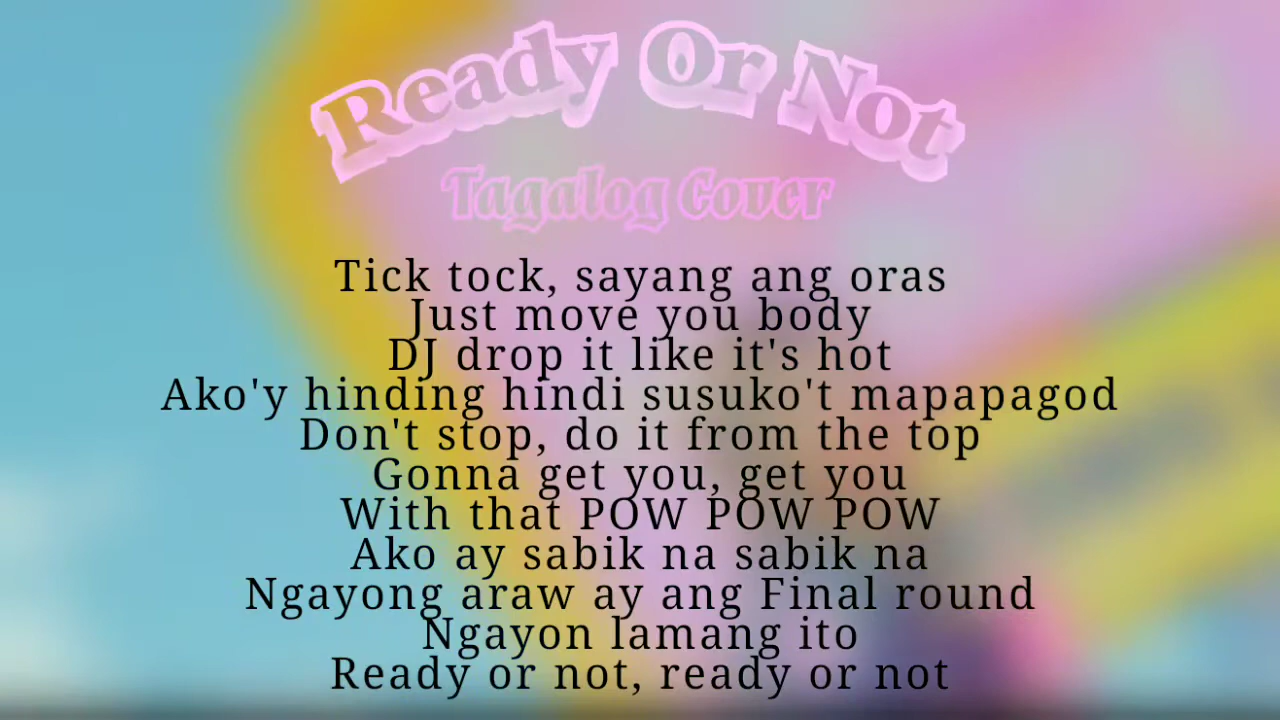 Ready Or Not
Tagalog Cover
Tick tock, sayang ang oras
Just move you body
DJ drop it like it's hot
Ako'y hinding hindi susuko't mapapagod
Don't stop, do it from the top
Gonna get you, get you
With that POW POW POW
Ako ay sabik na sabik na
Ngayong araw ay ang Final round
Ngayon lamang ito
Ready or not, ready or not